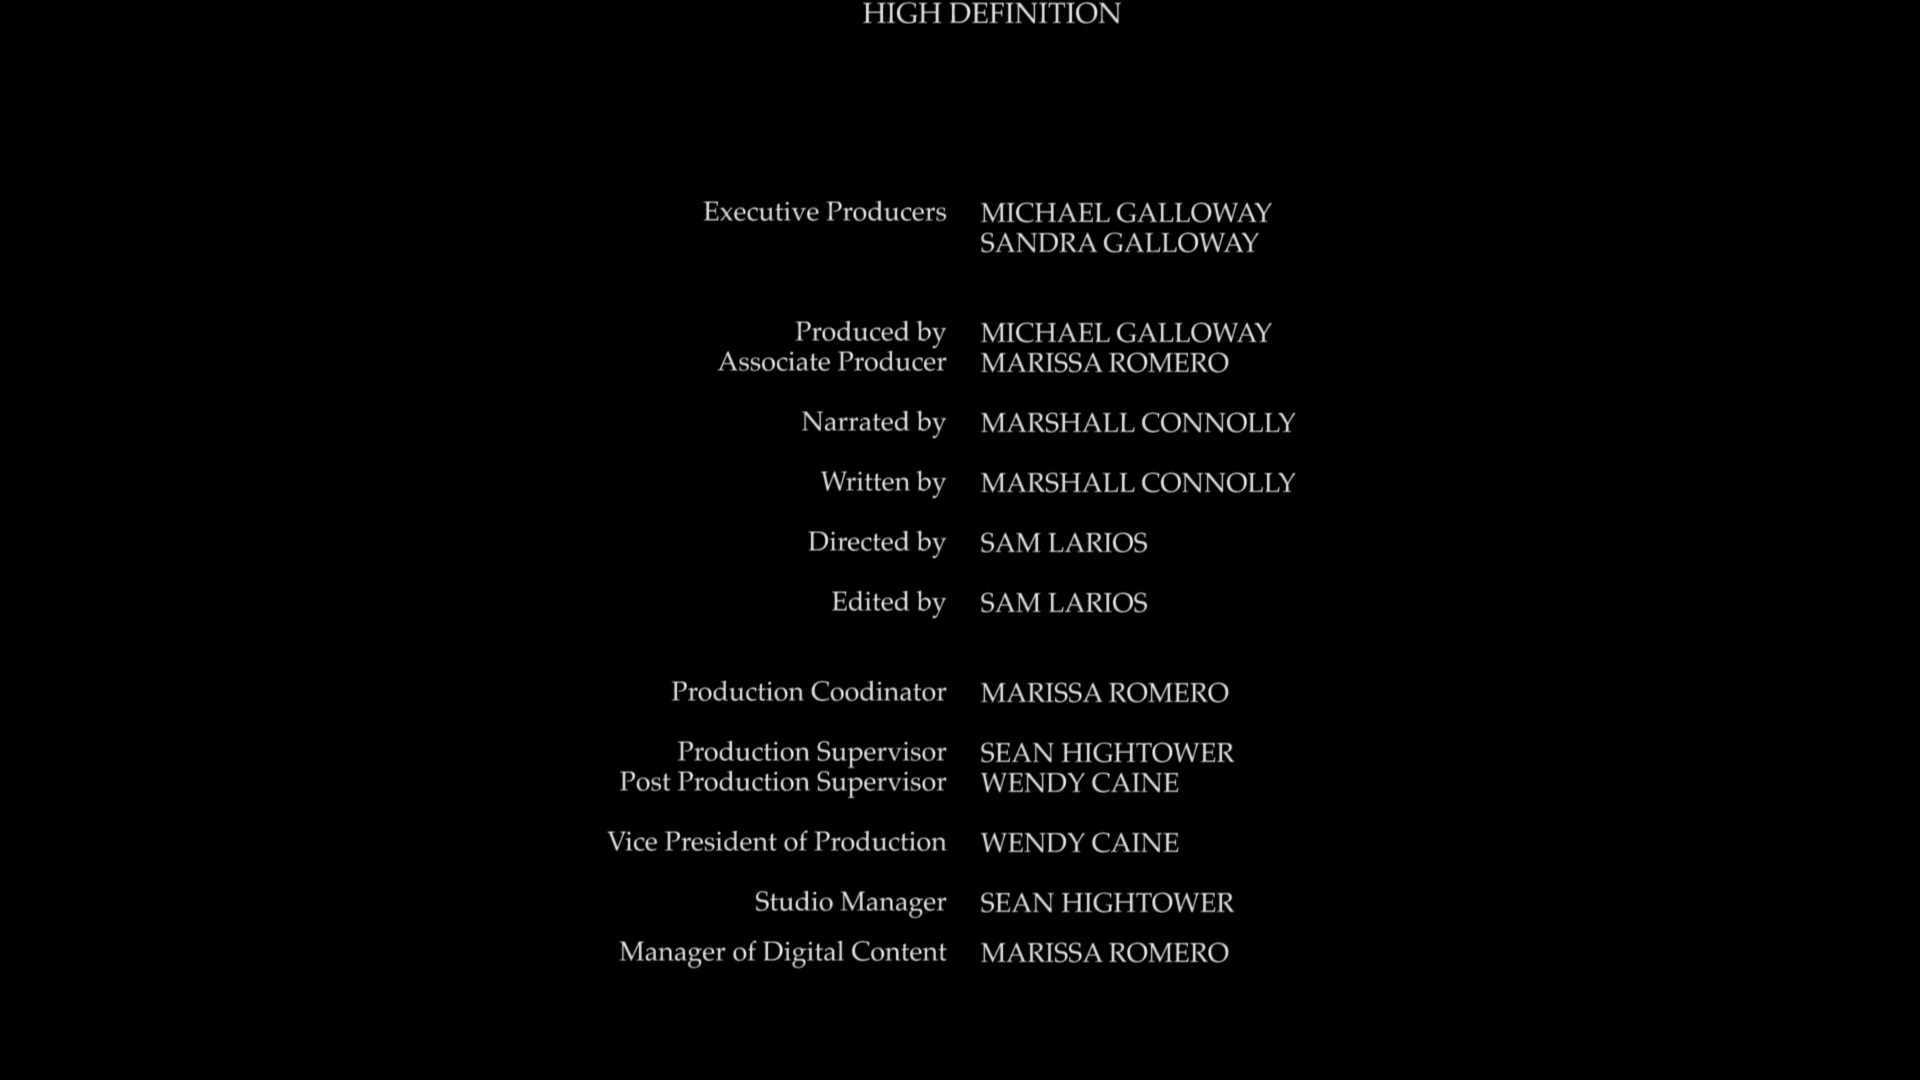 HIGH DEFINITION
Executive Producers MICHAEL GALLOWAY
SANDRA GALLOWAY
Produced by MICHAEL GALLOWAY
Associate Producer MARISSA ROMERO
Narrated by MARSHALL CONNOLLY
Written by MARSHALL CONNOLLY
Directed by SAM LARIOS
Edited by SAM LARIOS
Production Coodinator MARISSA ROMERO
Production Supervisor SEAN HIGHTOWER
Post Production Supervisor WENDY CAINE
Vice President of Production WENDY CAINE
Studio Manager SEAN HIGHTOWER
Manager of Digital Content MARISSA ROMERO